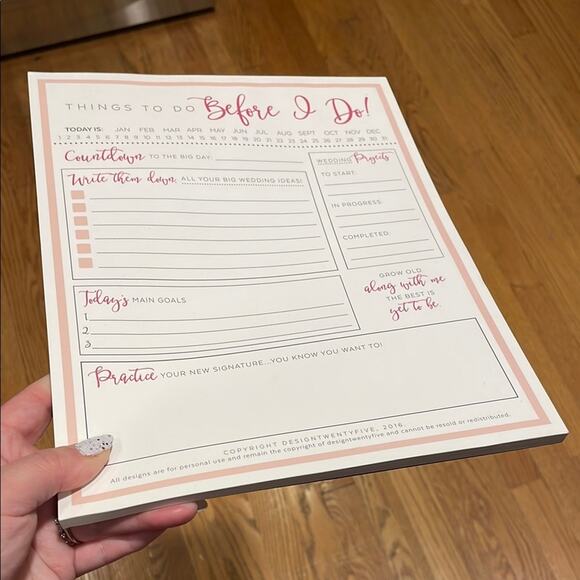 THINGS TO DO Before I Do!
TODAY IS: JAN FEB MAR APR MAY JUN JUL AUG SEPT OCT NOV DEC
1 2 3 4 5 6 7 8 9 10 11 12 13 14 15 16 17 18 19 20 21 22 23 24 25 26 27 28 29 30 31
Countdown TO THE BIG DAY:
Write them down, ALL YOUR BIG WEDDING IDEAS!
WEDDING Projects
TO START:
IN PROGRESS:
COMPLETED:
Today's MAIN GOALS
1
2
3
GROW OLD
along with me
THE BEST IS
yet to be.
Practice YOUR NEW SIGNATURE...YOU KNOW YOU WANT TO!
COPYRIGHT DESIGNTWENTYFIVE, 2016.
All designs are for personal use and remain the copyright of designtwentyfive and cannot be resold or redistributed.